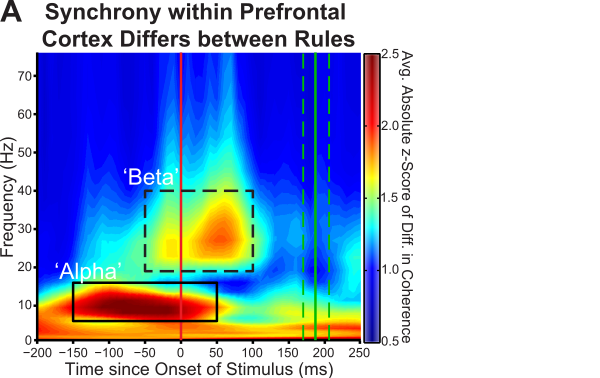 A
Synchrony within Prefrontal
Cortex Differs between Rules
Frequency (Hz)
70
60
50
40
30
20
10
0
'Beta'
'Alpha'
−200 −150 −100 −50 0 50 100 150 200 250
Time since Onset of Stimulus (ms)
2.5
2.0
1.5
1.0
0.5
Avg. Absolute z-Score of Diff. in Coherence